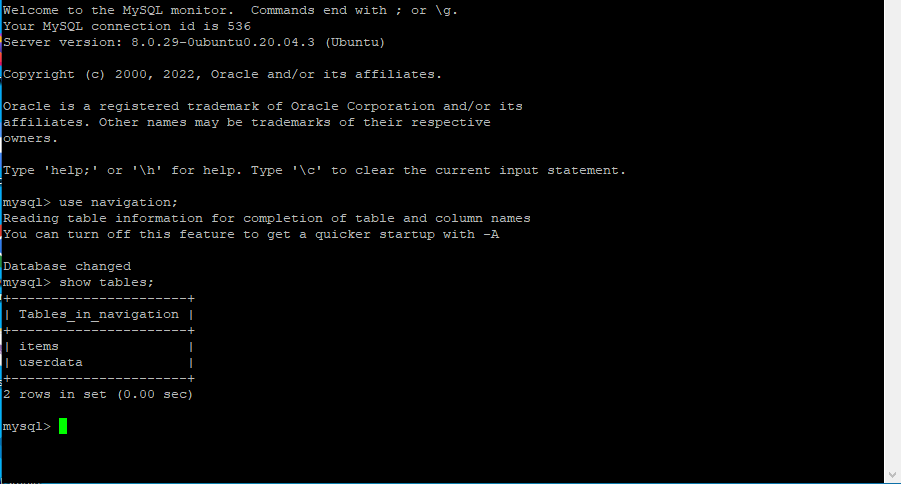 Welcome to the MySQL monitor.  Commands end with ; or \g.
Your MySQL connection id is 536
Server version: 8.0.29-0ubuntu0.20.04.3 (Ubuntu)
Copyright (c) 2000, 2022, Oracle and/or its affiliates.
Oracle is a registered trademark of Oracle Corporation and/or its
affiliates. Other names may be trademarks of their respective
owners.
Type 'help;' or '\h' for help. Type '\c' to clear the current input statement.
mysql> use navigation;
Reading table information for completion of table and column names
You can turn off this feature to get a quicker startup with -A
Database changed
mysql> show tables;
+----------------------+
| Tables_in_navigation |
+----------------------+
| items                |
| userdata             |
+----------------------+
2 rows in set (0.00 sec)
mysql>